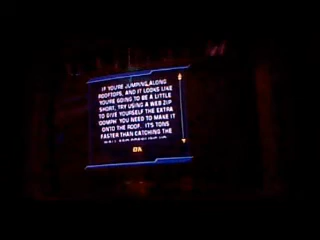 IF YOU'RE JUMPING ALONG
ROOFTOPS, AND IT LOOKS LIKE
YOU'RE GOING TO BE A LITTLE
SHORT, TRY USING A WEB ZIP
TO GIVE YOURSELF THE EXTRA
OOMPH YOU NEED TO MAKE IT
ONTO THE ROOF. IT'S TONS
FASTER THAN CATCHING THE